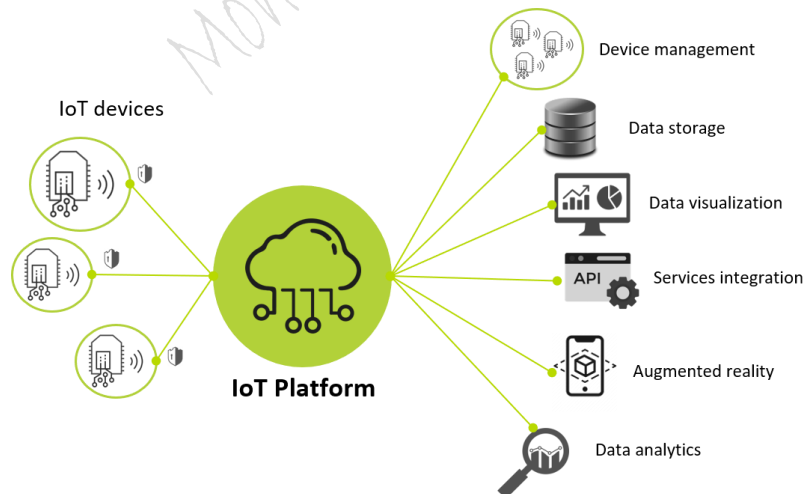 Device management
IoT devices
Data storage
Data visualization
API
Services integration
IoT Platform
Augmented reality
Data analytics